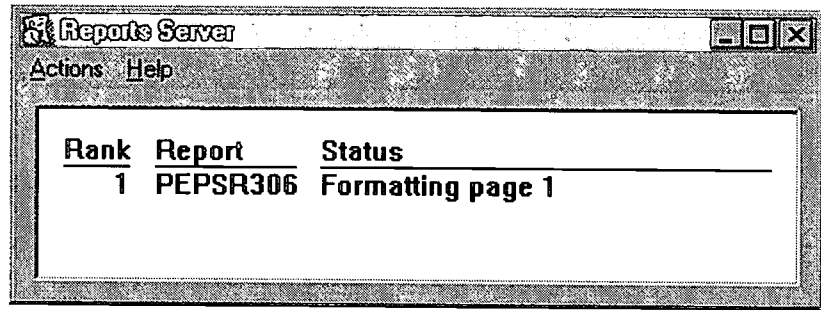 Reports Server
Actions Help
Rank Report Status
1 PEPSR306 Formatting page 1